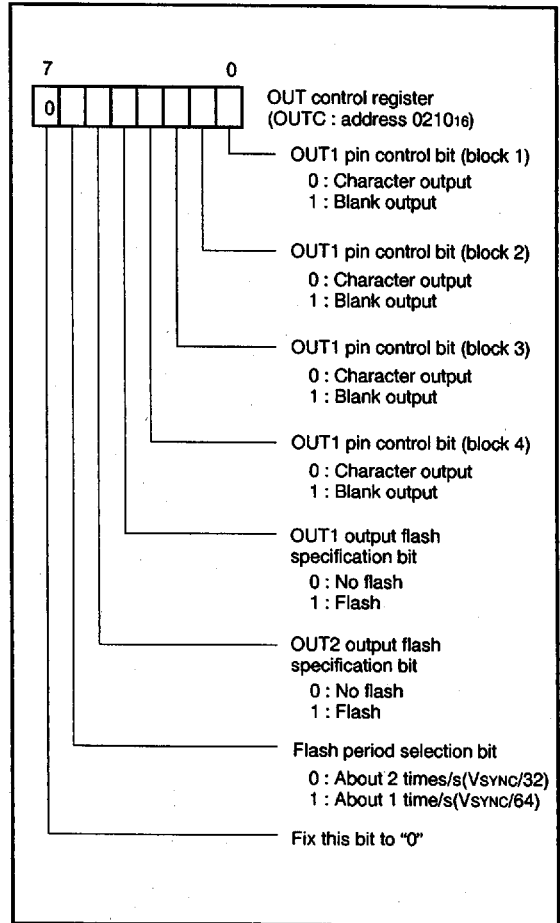 7 0
0
OUT control register
(OUTC : address 021016)
OUT1 pin control bit (block 1)
0 : Character output
1 : Blank output
OUT1 pin control bit (block 2)
0 : Character output
1 : Blank output
OUT1 pin control bit (block 3)
0 : Character output
1 : Blank output
OUT1 pin control bit (block 4)
0 : Character output
1 : Blank output
OUT1 output flash
specification bit
0 : No flash
1 : Flash
OUT2 output flash
specification bit
0 : No flash
1 : Flash
Flash period selection bit
0 : About 2 times/s(VSYNC/32)
1 : About 1 time/s(VSYNC/64)
Fix this bit to “0”